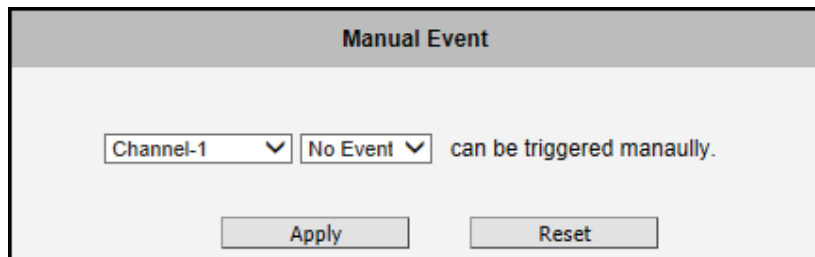 Manual Event
Channel-1 No Event can be triggered manaully.
Apply Reset